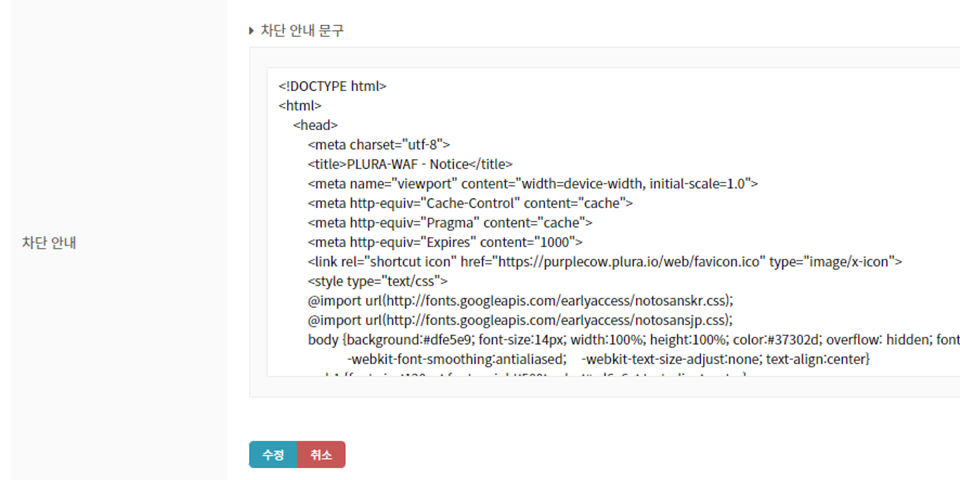 차단 안내 문구
<!DOCTYPE html>
<html>
<head>
<meta charset="utf-8">
<title>PLURA-WAF - Notice</title>
<meta name="viewport" content="width=device-width, initial-scale=1.0">
<meta http-equiv="Cache-Control" content="cache">
<meta http-equiv="Pragma" content="cache">
<meta http-equiv="Expires" content="1000">
차단 안내
<link rel="shortcut icon" href="https://purplecow.plura.io/web/favicon.ico" type="image/x-icon">
<style type="text/css">
@import url(http://fonts.googleapis.com/earlyaccess/notosanskr.css);
@import url(http://fonts.googleapis.com/earlyaccess/notosansjp.css);
body {background:#dfe5e9; font-size:14px; width:100%; height:100%; color:#37302d; overflow: hidden; font
-webkit-font-smoothing:antialiased; -webkit-text-size-adjust:none; text-align:center}
수정 취소